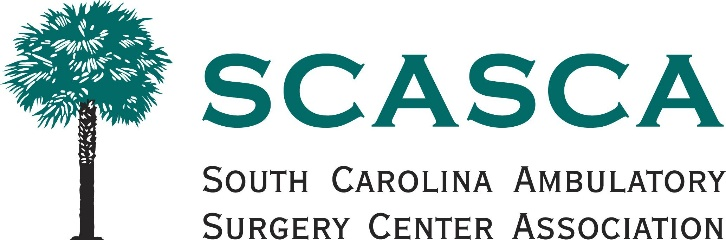 SCASCA
South Carolina Ambulatory
Surgery Center Association